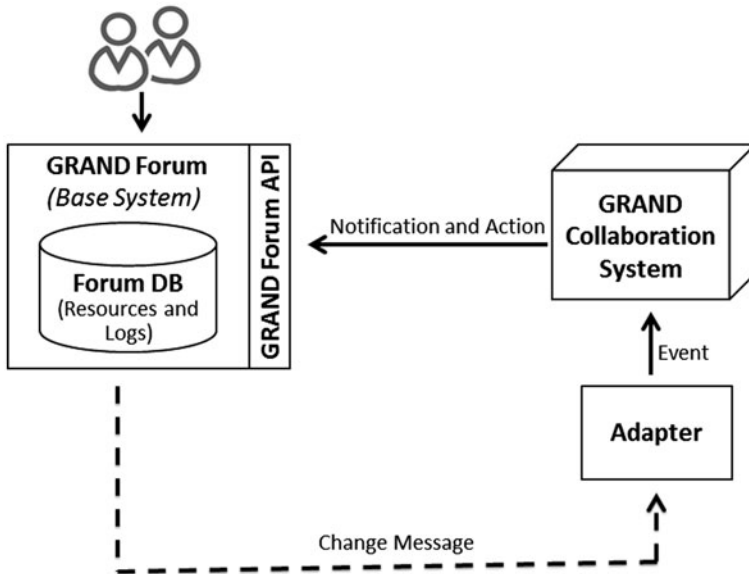 GRAND Forum
(Base System)
Forum DB
(Resources and
Logs)
GRAND Forum API
Notification and Action
GRAND
Collaboration
System
Event
Adapter
Change Message